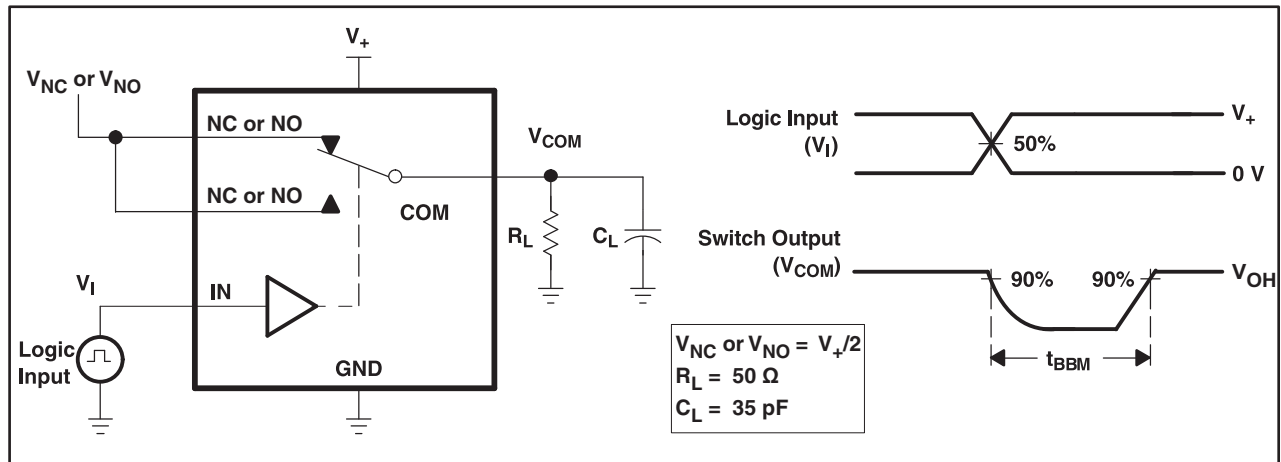 V+
VNC or VNO
NC or NO
VCOM
NC or NO
COM
RL
CL
VI
IN
Logic
Input
GND
VNC or VNO = V+/2
RL = 50 Ω
CL = 35 pF
Logic Input
(VI)
V+
50%
0 V
Switch Output
(VCOM)
90%
90%
VOH
tBBM